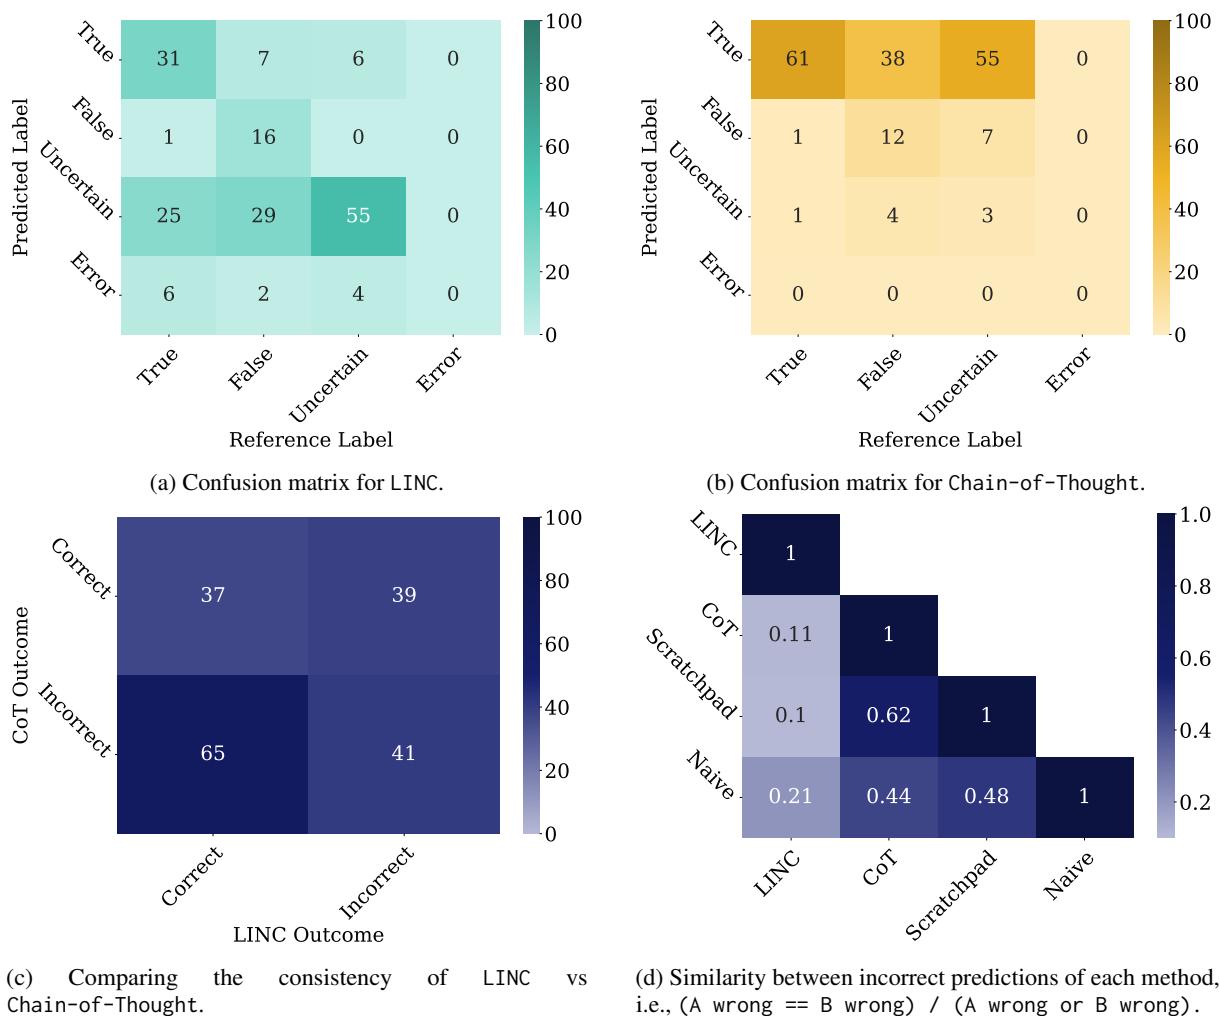 Predicted Label
True
False
Uncertain
Error
31 7 6 0
1 16 0 0
25 29 55 0
6 2 4 0
True False Uncertain Error
Reference Label
100
80
60
40
20
0
(a) Confusion matrix for LINC.
Predicted Label
True
False
Uncertain
Error
61 38 55 0
1 12 7 0
1 4 3 0
0 0 0 0
True False Uncertain Error
Reference Label
100
80
60
40
20
0
(b) Confusion matrix for Chain-of-Thought.
CoT Outcome
Correct
Incorrect
37 39
65 41
Correct Incorrect
LINC Outcome
100
80
60
40
20
0
(c) Comparing the consistency of LINC vs
Chain-of-Thought.
LINC
CoT
Scratchpad
Naive
1
0.11 1
0.1 0.62 1
0.21 0.44 0.48 1
LINC CoT Scratchpad Naive
1.0
0.8
0.6
0.4
0.2
(d) Similarity between incorrect predictions of each method,
i.e., (A wrong == B wrong) / (A wrong or B wrong).